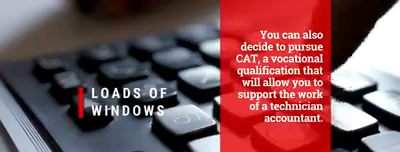 LOADS OF
WINDOWS
You can also
decide to pursue
CAT, a vocational
qualification that
will allow you to
support the work
of a technician
accountant.